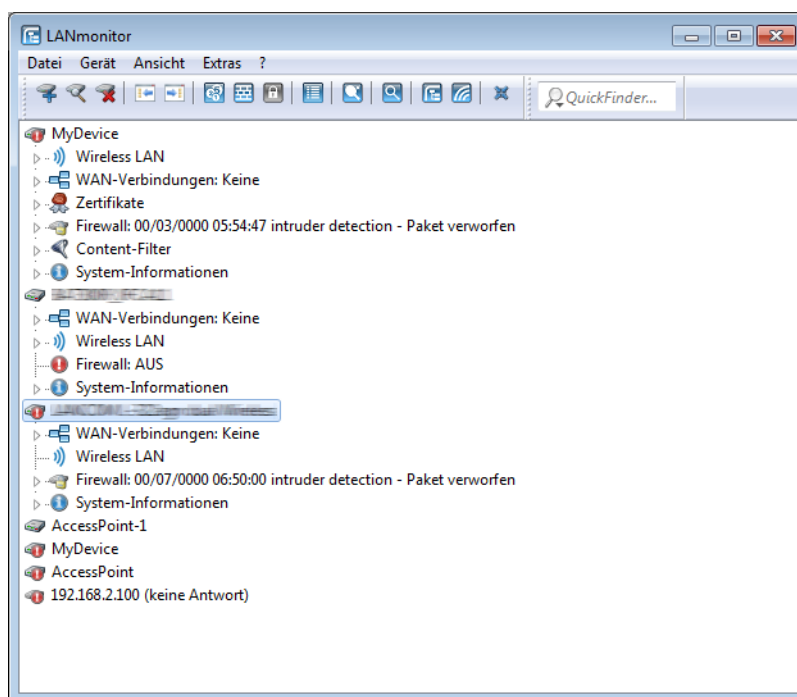 LANmonitor
Datei Gerät Ansicht Extras ?
QuickFinder...
MyDevice
Wireless LAN
WAN-Verbindungen: Keine
Zertifikate
Firewall: 00/03/0000 05:54:47 intruder detection - Paket verworfen
Content-Filter
System-Informationen
WAN-Verbindungen: Keine
Wireless LAN
Firewall: AUS
System-Informationen
WAN-Verbindungen: Keine
Wireless LAN
Firewall: 00/07/0000 06:50:00 intruder detection - Paket verworfen
System-Informationen
AccessPoint-1
MyDevice
AccessPoint
192.168.2.100 (keine Antwort)